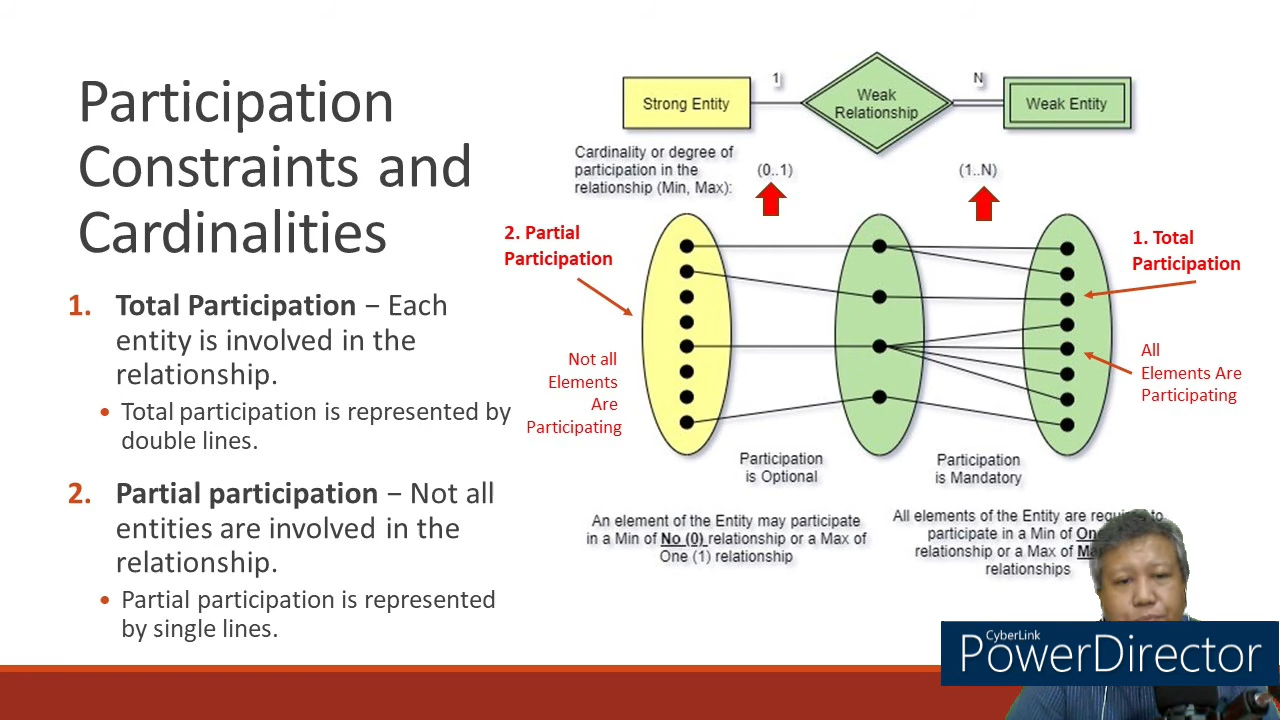 Participation
Constraints and
Cardinalities
1. Total Participation − Each
entity is involved in the
relationship.
• Total participation is represented by
double lines.
2. Partial participation − Not all
entities are involved in the
relationship.
• Partial participation is represented
by single lines.
Strong Entity
1
Weak
Relationship
N
Weak Entity
Cardinality or degree of
participation in the
relationship (Min, Max):
(0..1)
(1..N)
2. Partial
Participation
1. Total
Participation
Not all
Elements
Are
Participating
All
Elements Are
Participating
Participation
is Optional
Participation
is Mandatory
An element of the Entity may participate
in a Min of No (0) relationship or a Max of
One (1) relationship
All elements of the Entity are required to
participate in a Min of One
relationship or a Max of
relationships
CyberLink
PowerDirector